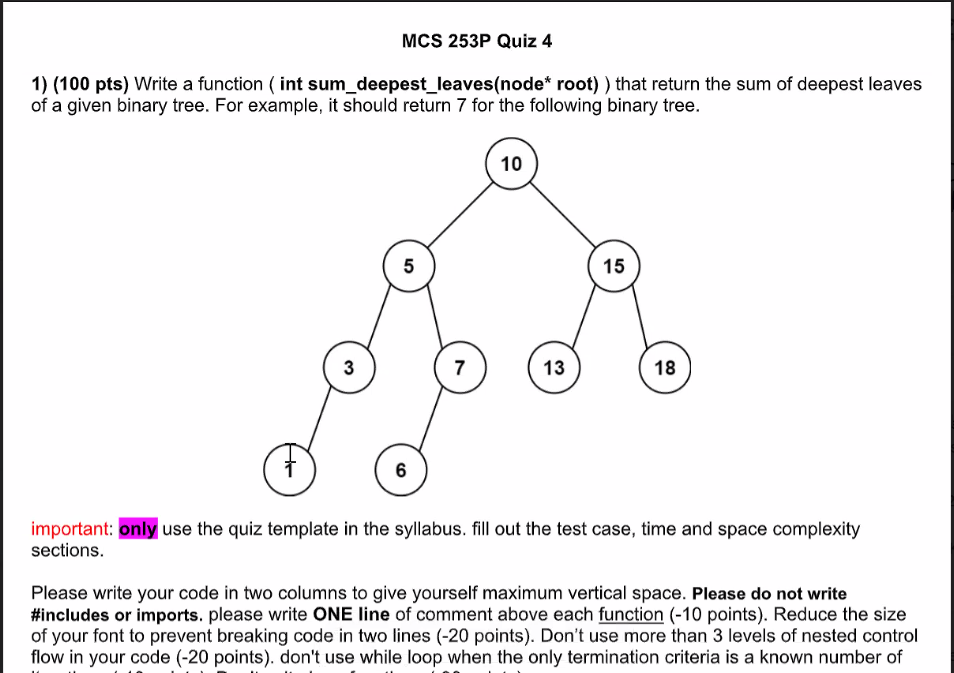 MCS 253P Quiz 4
1) (100 pts) Write a function ( int sum_deepest_leaves(node* root) ) that return the sum of deepest leaves
of a given binary tree. For example, it should return 7 for the following binary tree.
10
5 15
3 7 13 18
1 6
important: only use the quiz template in the syllabus. fill out the test case, time and space complexity
sections.
Please write your code in two columns to give yourself maximum vertical space. Please do not write
#includes or imports. please write ONE line of comment above each function (-10 points). Reduce the size
of your font to prevent breaking code in two lines (-20 points). Don't use more than 3 levels of nested control
flow in your code (-20 points). don't use while loop when the only termination criteria is a known number of